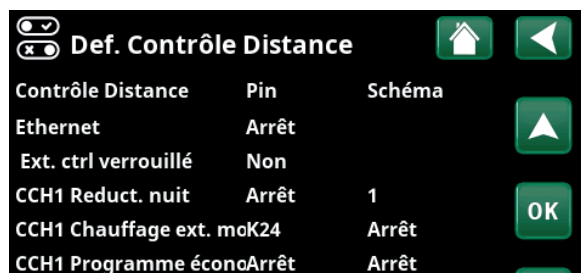 Def. Contrôle Distance
Contrôle Distance Pin Schéma
Ethernet Arrêt
Ext. ctrl verrouillé Non
CCH1 Reduct. nuit Arrêt 1
OK
CCH1 Chauffage ext. moK24 Arrêt
CCH1 Programme éconoArrêt Arrêt